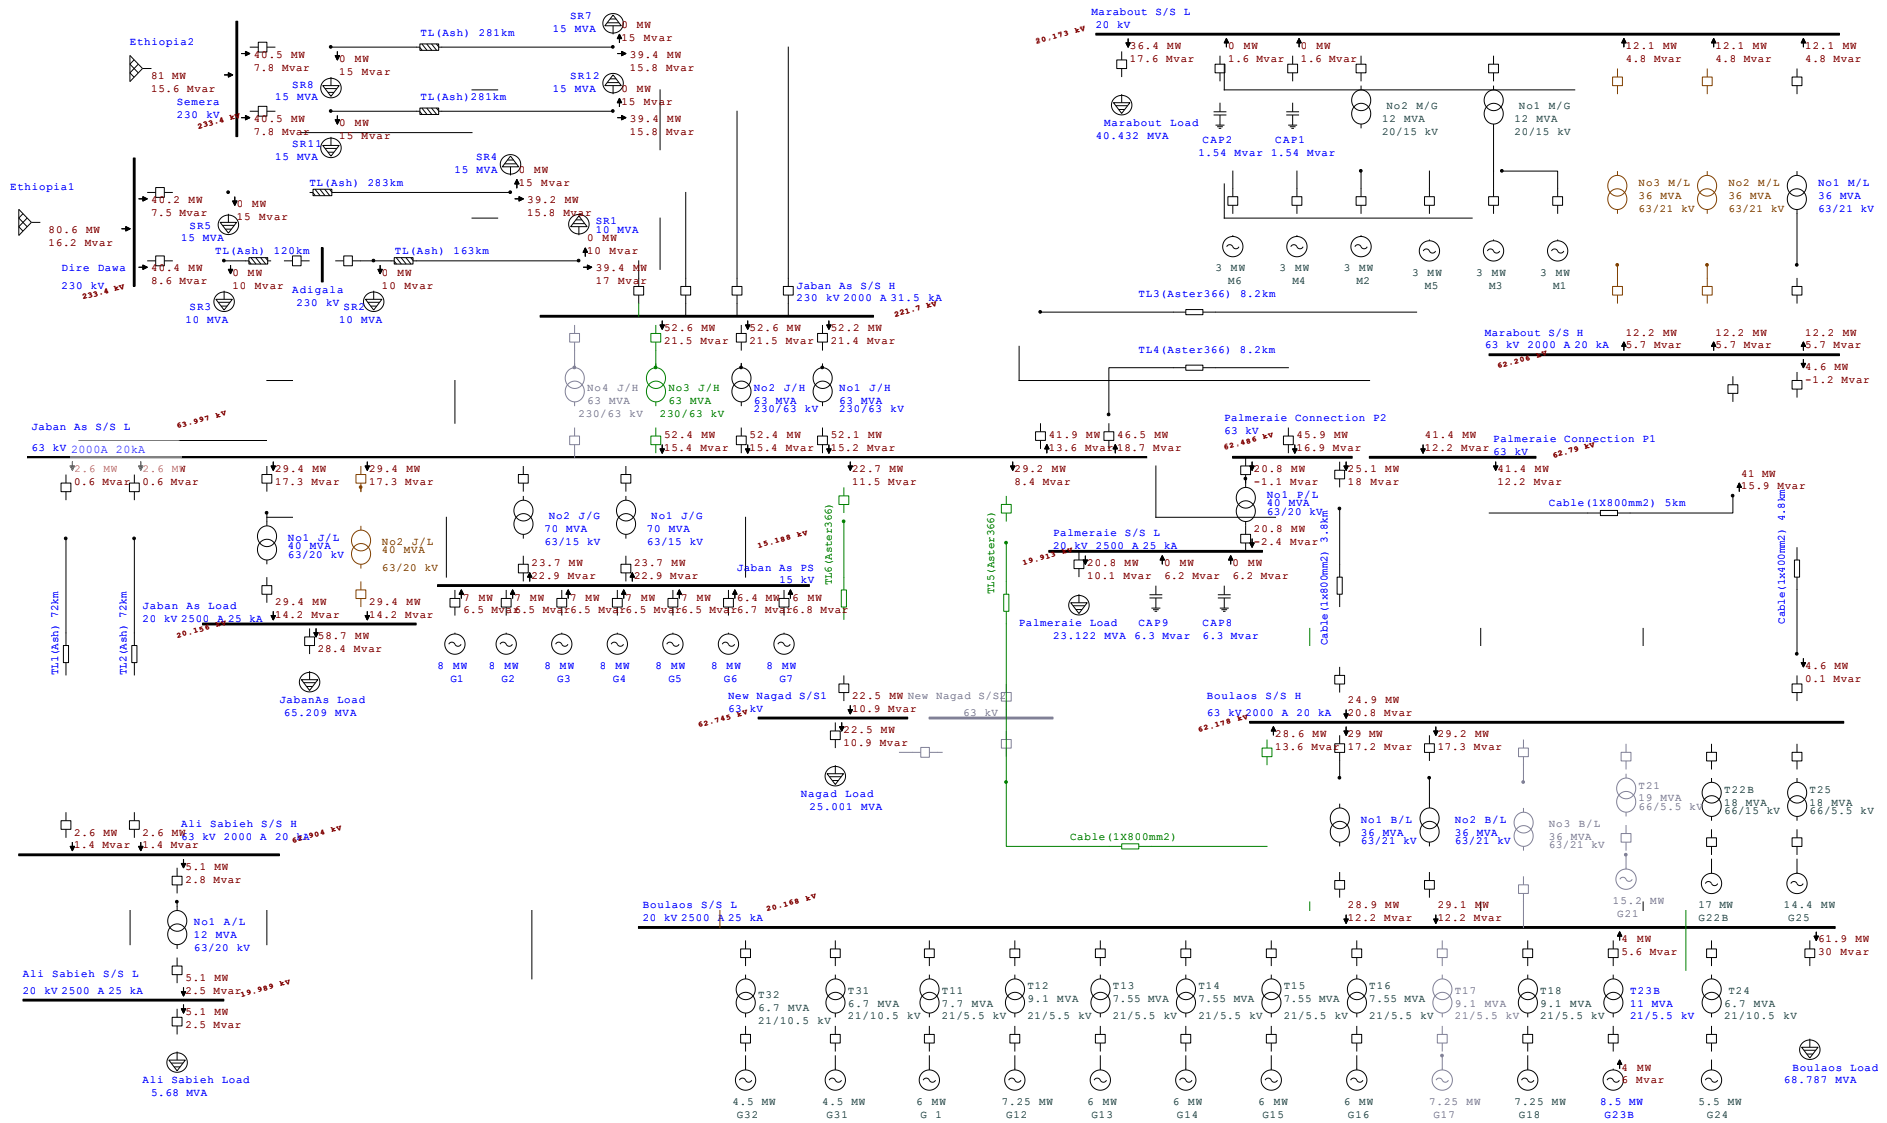 SR7
15 MVA
0 MW
15 Mvar
TL(Ash) 281km
Ethiopia2
40.5 MW
7.8 Mvar
0 MW
15 Mvar
39.4 MW
15.8 Mvar
81 MW
15.6 Mvar
SR8
15 MVA
SR12
15 MVA
0 MW
15 Mvar
TL(Ash)281km
Semera
230 kV
233.4 kV
40.5 MW
7.8 Mvar
0 MW
15 Mvar
39.4 MW
15.8 Mvar
SR11
15 MVA
SR4
15 MVA
0 MW
15 Mvar
TL(Ash) 283km
Ethiopia1
40.2 MW
7.5 Mvar
0 MW
15 Mvar
39.2 MW
15.8 Mvar
80.6 MW
16.2 Mvar
SR5
15 MVA
SR1
10 MVA
0 MW
10 Mvar
TL(Ash) 120km
TL(Ash) 163km
Dire Dawa
230 kV
233.4 kV
40.4 MW
8.6 Mvar
0 MW
10 Mvar
0 MW
10 Mvar
39.4 MW
17 Mvar
Adigala
230 kV
SR3
10 MVA
SR2
10 MVA
Jaban As S/S H
230 kV 2000 A 31.5 kA
221.7 kV
52.6 MW
21.5 Mvar
52.6 MW
21.5 Mvar
52.2 MW
21.4 Mvar
No4 J/H
63 MVA
230/63 kV
No3 J/H
63 MVA
230/63 kV
No2 J/H
63 MVA
230/63 kV
No1 J/H
63 MVA
230/63 kV
52.4 MW
15.4 Mvar
52.4 MW
15.4 Mvar
52.1 MW
15.2 Mvar
Marabout S/S L
20 kV
20.173 kV
36.4 MW
17.6 Mvar
0 MW
1.6 Mvar
0 MW
1.6 Mvar
12.1 MW
4.8 Mvar
12.1 MW
4.8 Mvar
12.1 MW
4.8 Mvar
Marabout Load
40.432 MVA
CAP2
1.54 Mvar
CAP1
1.54 Mvar
No2 M/G
12 MVA
20/15 kV
No1 M/G
12 MVA
20/15 kV
No3 M/L
36 MVA
63/21 kV
No2 M/L
36 MVA
63/21 kV
No1 M/L
36 MVA
63/21 kV
3 MW
M6
3 MW
M4
3 MW
M2
3 MW
M5
3 MW
M3
3 MW
M1
TL3(Aster366) 8.2km
TL4(Aster366) 8.2km
Marabout S/S H
63 kV 2000 A 20 kA
62.206 kV
12.2 MW
5.7 Mvar
12.2 MW
5.7 Mvar
12.2 MW
5.7 Mvar
4.6 MW
-1.2 Mvar
Jaban As S/S L
63 kV 2000A 20kA
63.997 kV
2.6 MW
0.6 Mvar
2.6 MW
0.6 Mvar
29.4 MW
17.3 Mvar
29.4 MW
17.3 Mvar
22.7 MW
11.5 Mvar
29.2 MW
8.4 Mvar
41.9 MW
13.6 Mvar
46.5 MW
18.7 Mvar
Palmeraie Connection P2
63 kV
62.486 kV
45.9 MW
16.9 Mvar
41.4 MW
12.2 Mvar
Palmeraie Connection P1
63 kV
62.79 kV
20.8 MW
-1.1 Mvar
25.1 MW
18 Mvar
41.4 MW
12.2 Mvar
41 MW
15.9 Mvar
No1 P/L
40 MVA
63/20 kV
Cable(1X800mm2) 5km
Cable(1x800mm2) 3.8km
Cable(1x400mm2) 4.8km
20.8 MW
-2.4 Mvar
Palmeraie S/S L
20 kV 2500 A 25 kA
19.913 kV
20.8 MW
10.1 Mvar
0 MW
6.2 Mvar
0 MW
6.2 Mvar
Palmeraie Load
23.122 MVA
CAP9
6.3 Mvar
CAP8
6.3 Mvar
No1 J/L
40 MVA
63/20 kV
No2 J/L
40 MVA
63/20 kV
29.4 MW
14.2 Mvar
29.4 MW
14.2 Mvar
Jaban As Load
20 kV 2500 A 25 kA
20.156 kV
58.7 MW
28.4 Mvar
JabanAs Load
65.209 MVA
TL1(Ash) 72km
TL2(Ash) 72km
No2 J/G
70 MVA
63/15 kV
No1 J/G
70 MVA
63/15 kV
23.7 MW
22.9 Mvar
23.7 MW
22.9 Mvar
15.188 kV
Jaban As PS
15 kV
7 MW
6.5 Mvar
7 MW
6.5 Mvar
7 MW
6.5 Mvar
7 MW
6.5 Mvar
7 MW
6.5 Mvar
6.4 MW
6.7 Mvar
6 MW
6.8 Mvar
8 MW
G1
8 MW
G2
8 MW
G3
8 MW
G4
8 MW
G5
8 MW
G6
8 MW
G7
TL6(Aster366)
TL5(Aster366)
New Nagad S/S1
63 kV
62.745 kV
22.5 MW
10.9 Mvar
22.5 MW
10.9 Mvar
New Nagad S/S2
63 kV
Nagad Load
25.001 MVA
Cable(1X800mm2)
4.6 MW
0.1 Mvar
Boulaos S/S H
63 kV 2000 A 20 kA
62.178 kV
24.9 MW
20.8 Mvar
28.6 MW
13.6 Mvar
29 MW
17.2 Mvar
29.2 MW
17.3 Mvar
No1 B/L
36 MVA
63/21 kV
No2 B/L
36 MVA
63/21 kV
No3 B/L
36 MVA
63/21 kV
T21
19 MVA
66/5.5 kV
T22B
18 MVA
66/15 kV
T25
18 MVA
66/5.5 kV
15.2 MW
G21
17 MW
G22B
14.4 MW
G25
2.6 MW
1.4 Mvar
2.6 MW
1.4 Mvar
Ali Sabieh S/S H
63 kV 2000 A 20 kA
62.904 kV
5.1 MW
2.8 Mvar
No1 A/L
12 MVA
63/20 kV
Ali Sabieh S/S L
20 kV 2500 A 25 kA
5.1 MW
2.5 Mvar
19.989 kV
5.1 MW
2.5 Mvar
Ali Sabieh Load
5.68 MVA
Boulaos S/S L
20 kV 2500 A 25 kA
20.168 kV
28.9 MW
12.2 Mvar
29.1 MW
12.2 Mvar
4 MW
5.6 Mvar
61.9 MW
30 Mvar
T32
6.7 MVA
21/10.5 kV
T31
6.7 MVA
21/10.5 kV
T11
7.7 MVA
21/5.5 kV
T12
9.1 MVA
21/5.5 kV
T13
7.55 MVA
21/5.5 kV
T14
7.55 MVA
21/5.5 kV
T15
7.55 MVA
21/5.5 kV
T16
7.55 MVA
21/5.5 kV
T17
9.1 MVA
21/5.5 kV
T18
9.1 MVA
21/5.5 kV
T23B
11 MVA
21/5.5 kV
T24
6.7 MVA
21/10.5 kV
4 MW
6 Mvar
4.5 MW
G32
4.5 MW
G31
6 MW
G 1
7.25 MW
G12
6 MW
G13
6 MW
G14
6 MW
G15
6 MW
G16
7.25 MW
G17
7.25 MW
G18
8.5 MW
G23B
5.5 MW
G24
Boulaos Load
68.787 MVA